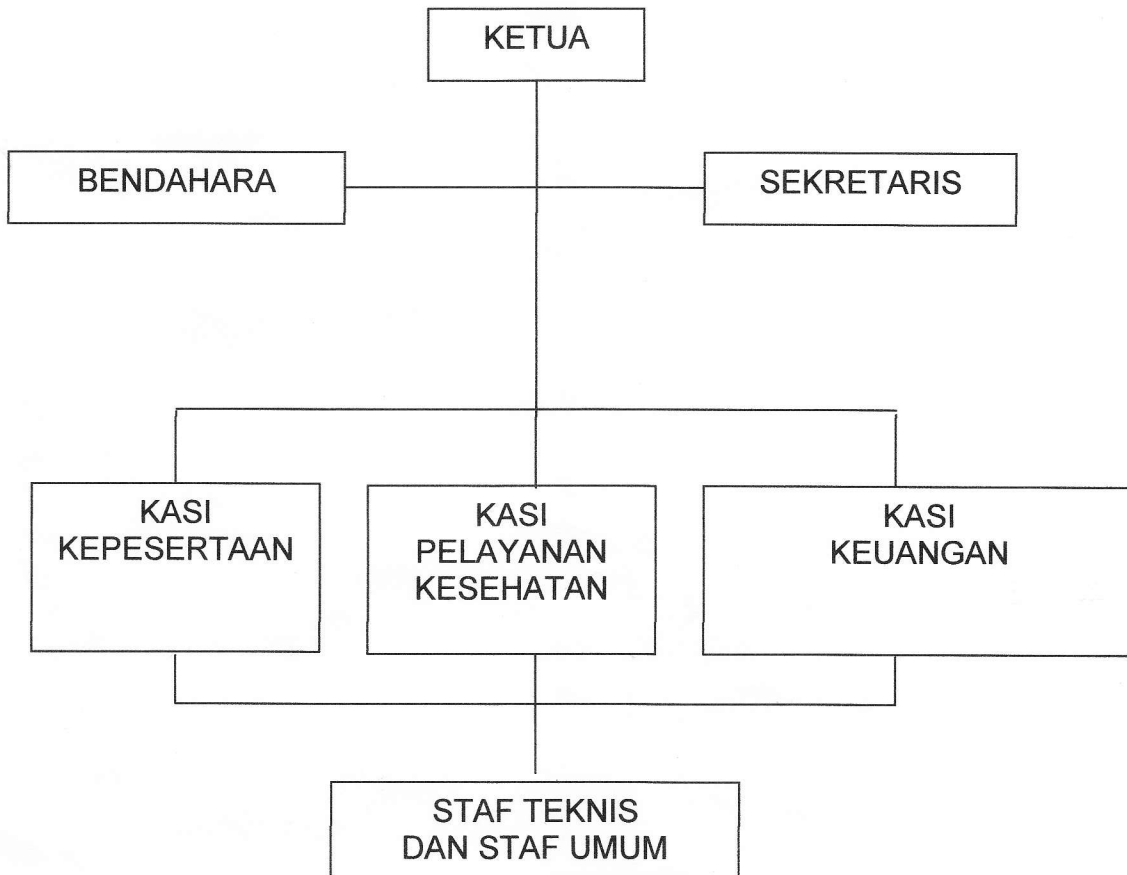 KETUA
BENDAHARA
SEKRETARIS
KASI
KEPESERTAAN
KASI
PELAYANAN
KESEHATAN
KASI
KEUANGAN
STAF TEKNIS
DAN STAF UMUM